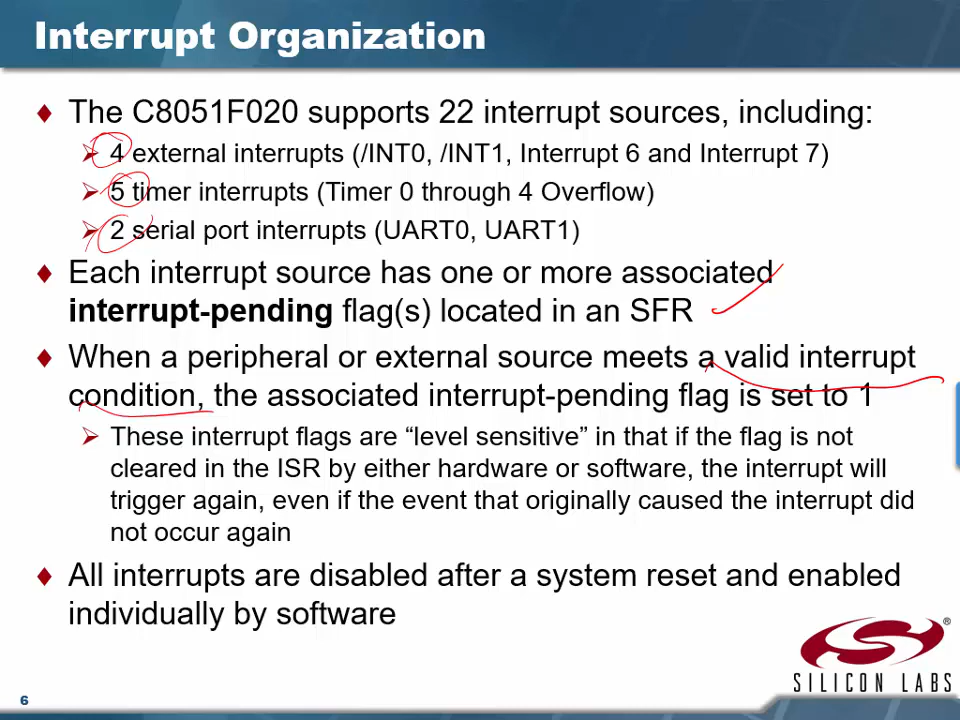 Interrupt Organization
The C8051F020 supports 22 interrupt sources, including:
4 external interrupts (/INT0, /INT1, Interrupt 6 and Interrupt 7)
5 timer interrupts (Timer 0 through 4 Overflow)
2 serial port interrupts (UART0, UART1)
Each interrupt source has one or more associated
interrupt-pending flag(s) located in an SFR
When a peripheral or external source meets a valid interrupt
condition, the associated interrupt-pending flag is set to 1
These interrupt flags are “level sensitive” in that if the flag is not
cleared in the ISR by either hardware or software, the interrupt will
trigger again, even if the event that originally caused the interrupt did
not occur again
All interrupts are disabled after a system reset and enabled
individually by software
®
SILICON LABS
6